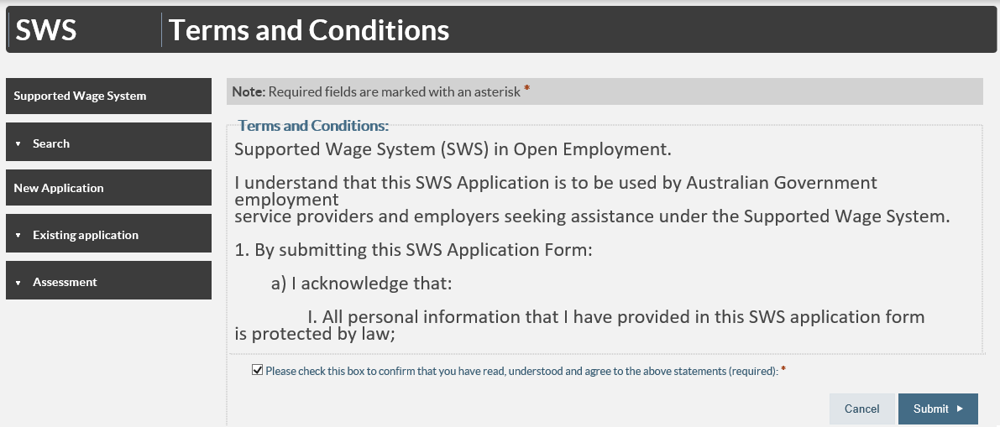 SWS
Terms and Conditions
Supported Wage System
Search
New Application
Existing application
Assessment
Note: Required fields are marked with an asterisk *
Terms and Conditions:
Supported Wage System (SWS) in Open Employment.
I understand that this SWS Application is to be used by Australian Government
employment
service providers and employers seeking assistance under the Supported Wage System.
1. By submitting this SWS Application Form:
a) I acknowledge that:
I. All personal information that I have provided in this SWS application form
is protected by law;
Please check this box to confirm that you have read, understood and agree to the above statements (required): *
Cancel
Submit